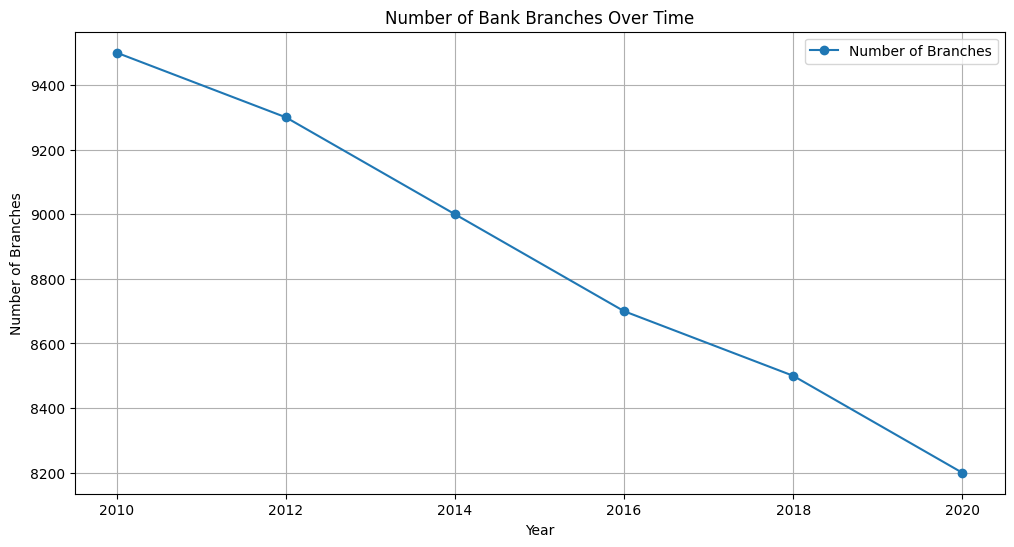 Number of Bank Branches Over Time
Number of Branches
Number of Branches
9400
9200
9000
8800
8600
8400
8200
2010 2012 2014 2016 2018 2020
Year